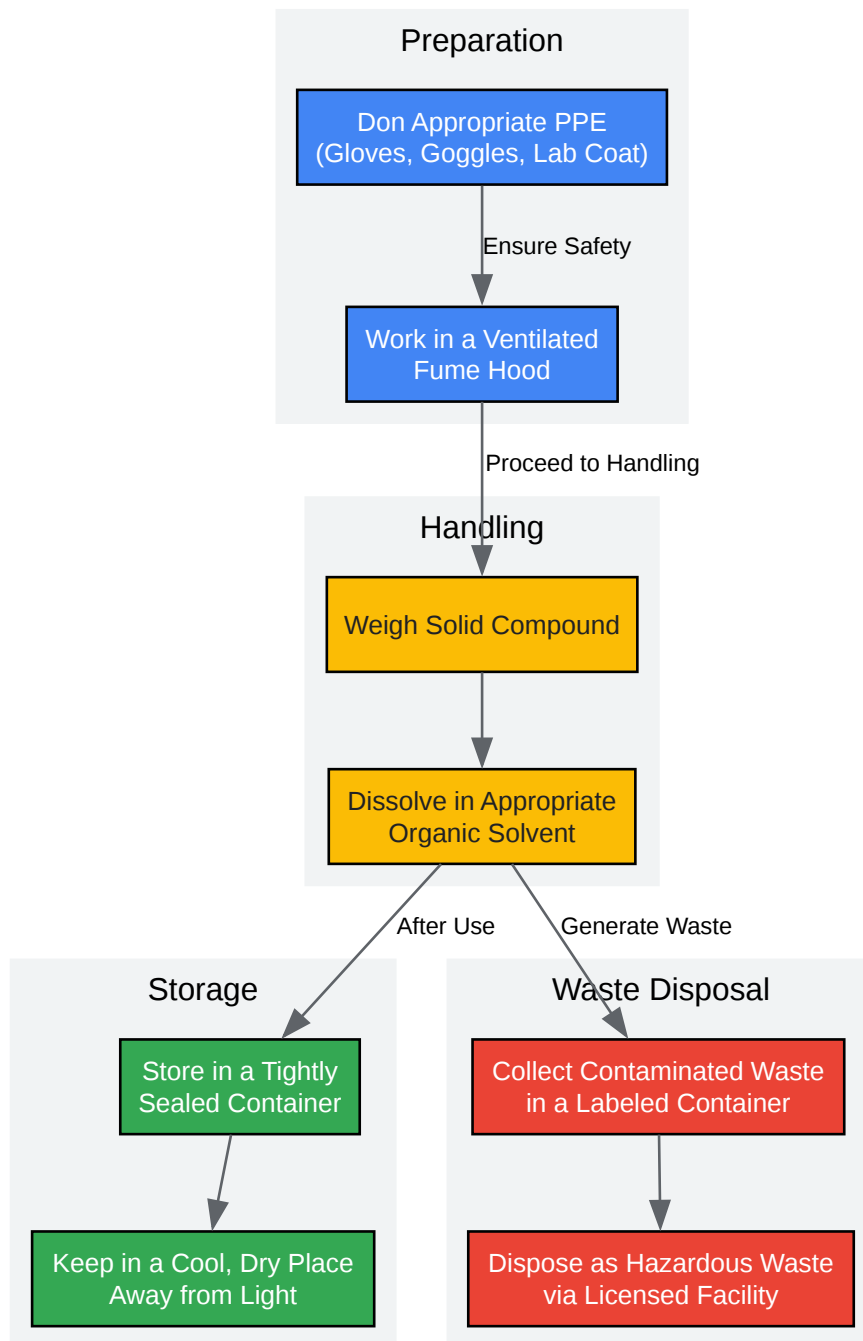 Preparation
Don Appropriate PPE
(Gloves, Goggles, Lab Coat)
Ensure Safety
Work in a Ventilated
Fume Hood
Proceed to Handling
Handling
Weigh Solid Compound
Dissolve in Appropriate
Organic Solvent
After Use
Generate Waste
Storage
Store in a Tightly
Sealed Container
Keep in a Cool, Dry Place
Away from Light
Waste Disposal
Collect Contaminated Waste
in a Labeled Container
Dispose as Hazardous Waste
via Licensed Facility